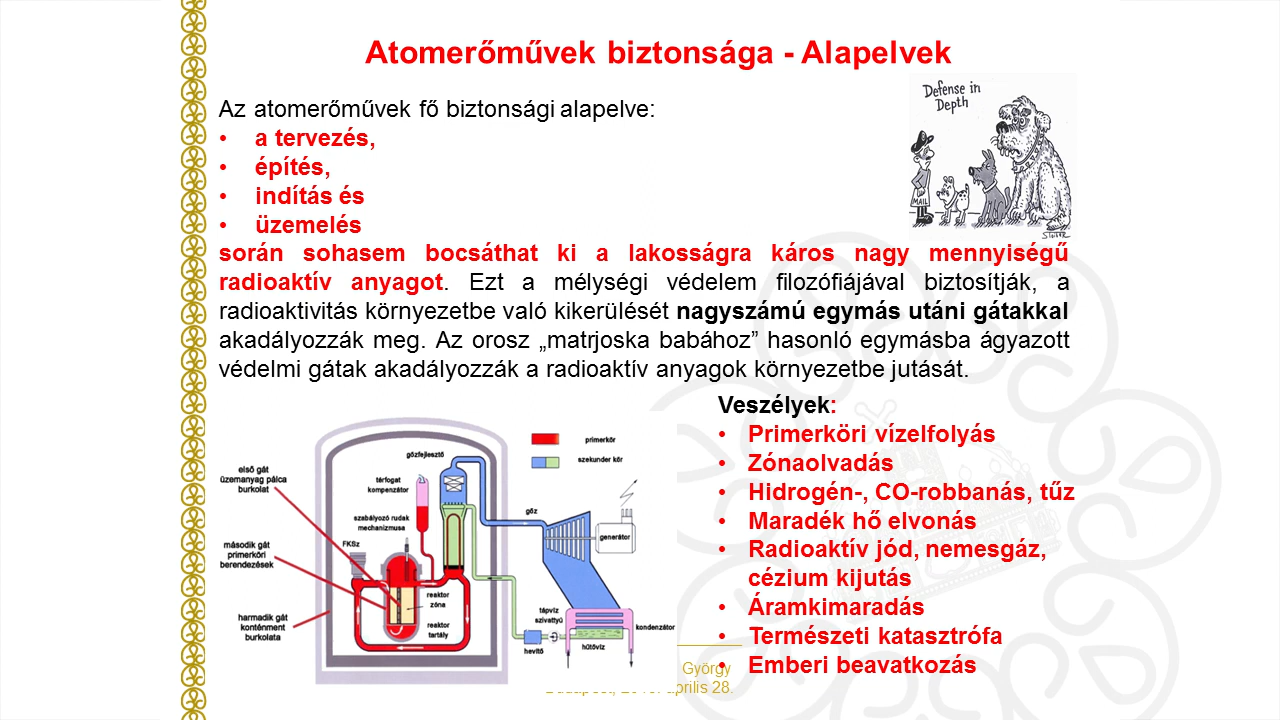 Atomerőművek biztonsága - Alapelvek
Defense in
Depth
MAIL
Az atomerőművek fő biztonsági alapelve:
• a tervezés,
• építés,
• indítás és
• üzemelés
során sohasem bocsáthat ki a lakosságra káros nagy mennyiségű
radioaktív anyagot. Ezt a mélységi védelem filozófiájával biztosítják, a
radioaktivitás környezetbe való kikerülését nagyszámú egymás utáni gátakkal
akadályozzák meg. Az orosz „matrjoska babához” hasonló egymásba ágyazott
védelmi gátak akadályozzák a radioaktív anyagok környezetbe jutását.
primerkör
szekunder kör
gőzfejlesztő
első gát
üzemanyag pálca
burkolat
térfogat
kompenzátor
szabályozó rudak
mechanizmusa
gőz
generátor
FKSz
második gát
primerköri
berendezések
reaktor
zóna
reaktor
tartály
harmadik gát
konténment
burkolata
tápvíz
szivattyú
kondenzátor
hevítő
hűtővíz
Veszélyek:
• Primerköri vízelfolyás
• Zónaolvadás
• Hidrogén-, CO-robbanás, tűz
• Maradék hő elvonás
• Radioaktív jód, nemesgáz,
cézium kijutás
• Áramkimaradás
• Természeti katasztrófa
• Emberi beavatkozás
György
április 28.